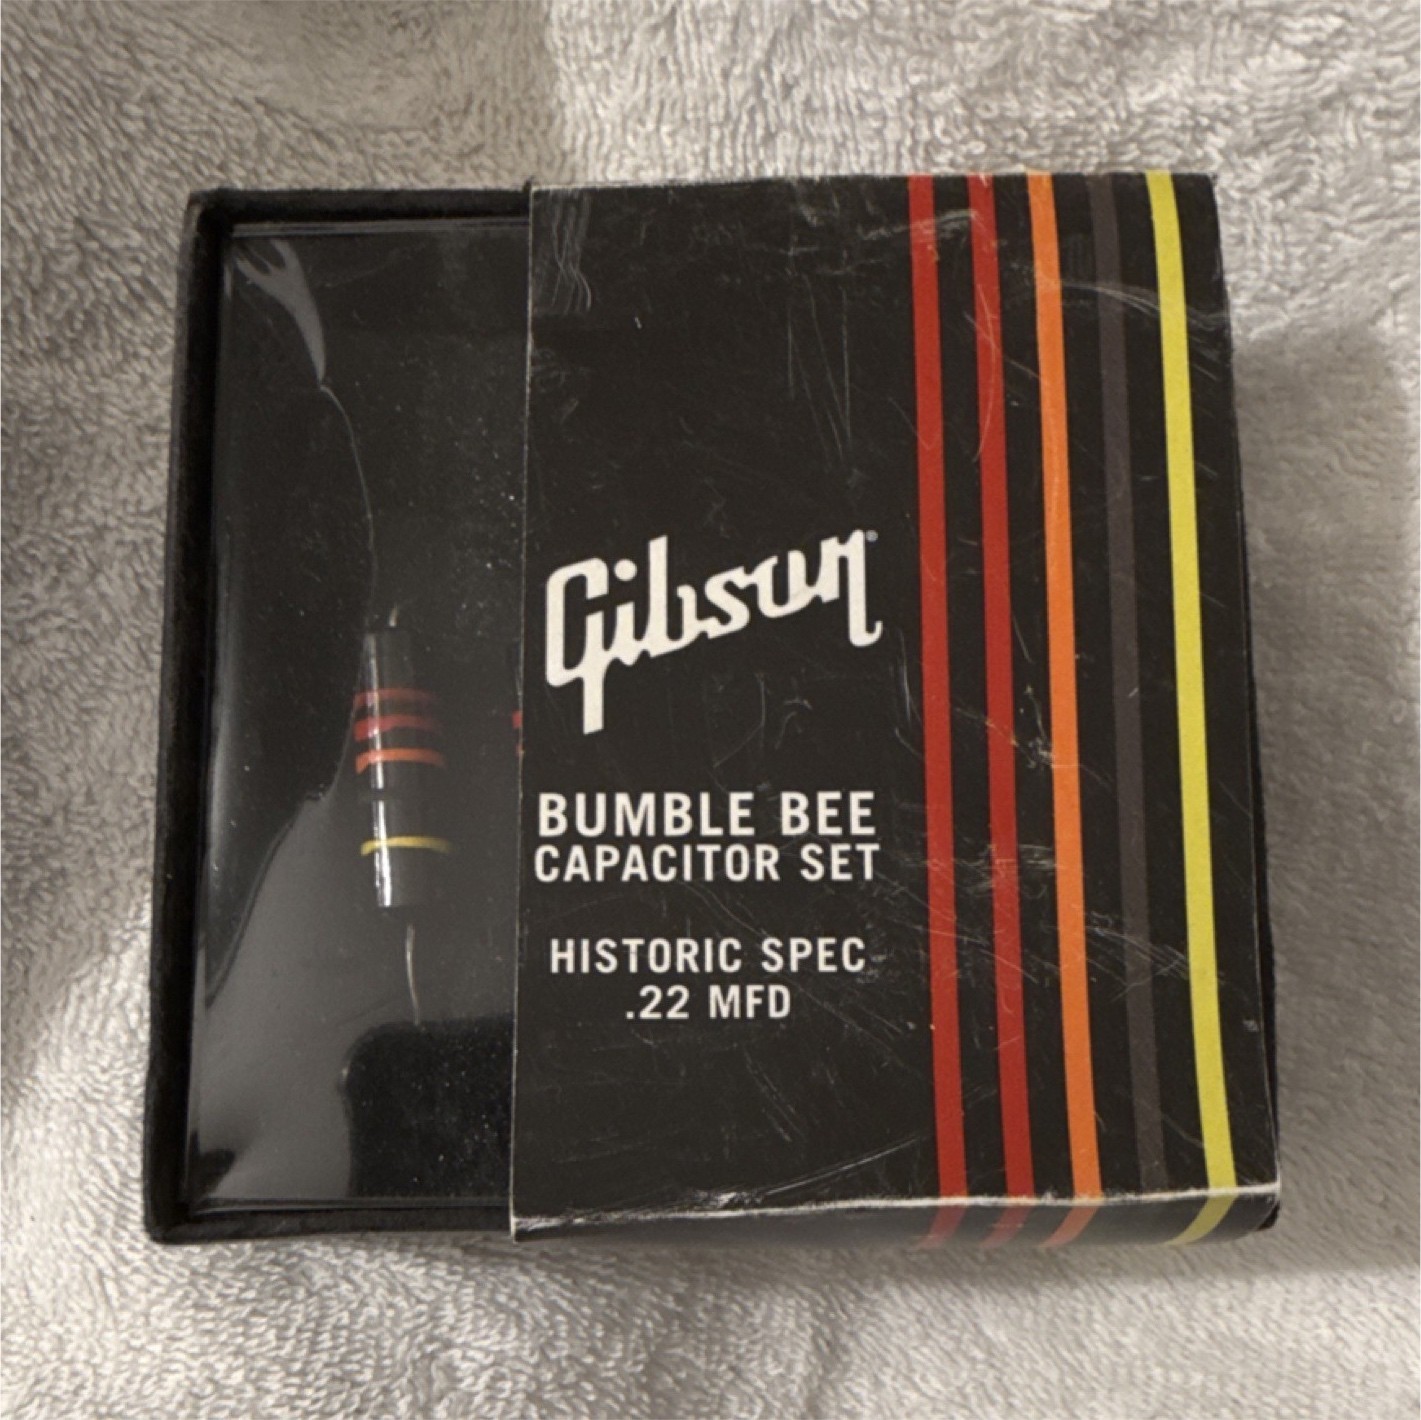 Gibson
BUMBLE BEE
CAPACITOR SET
HISTORIC SPEC
.22 MFD